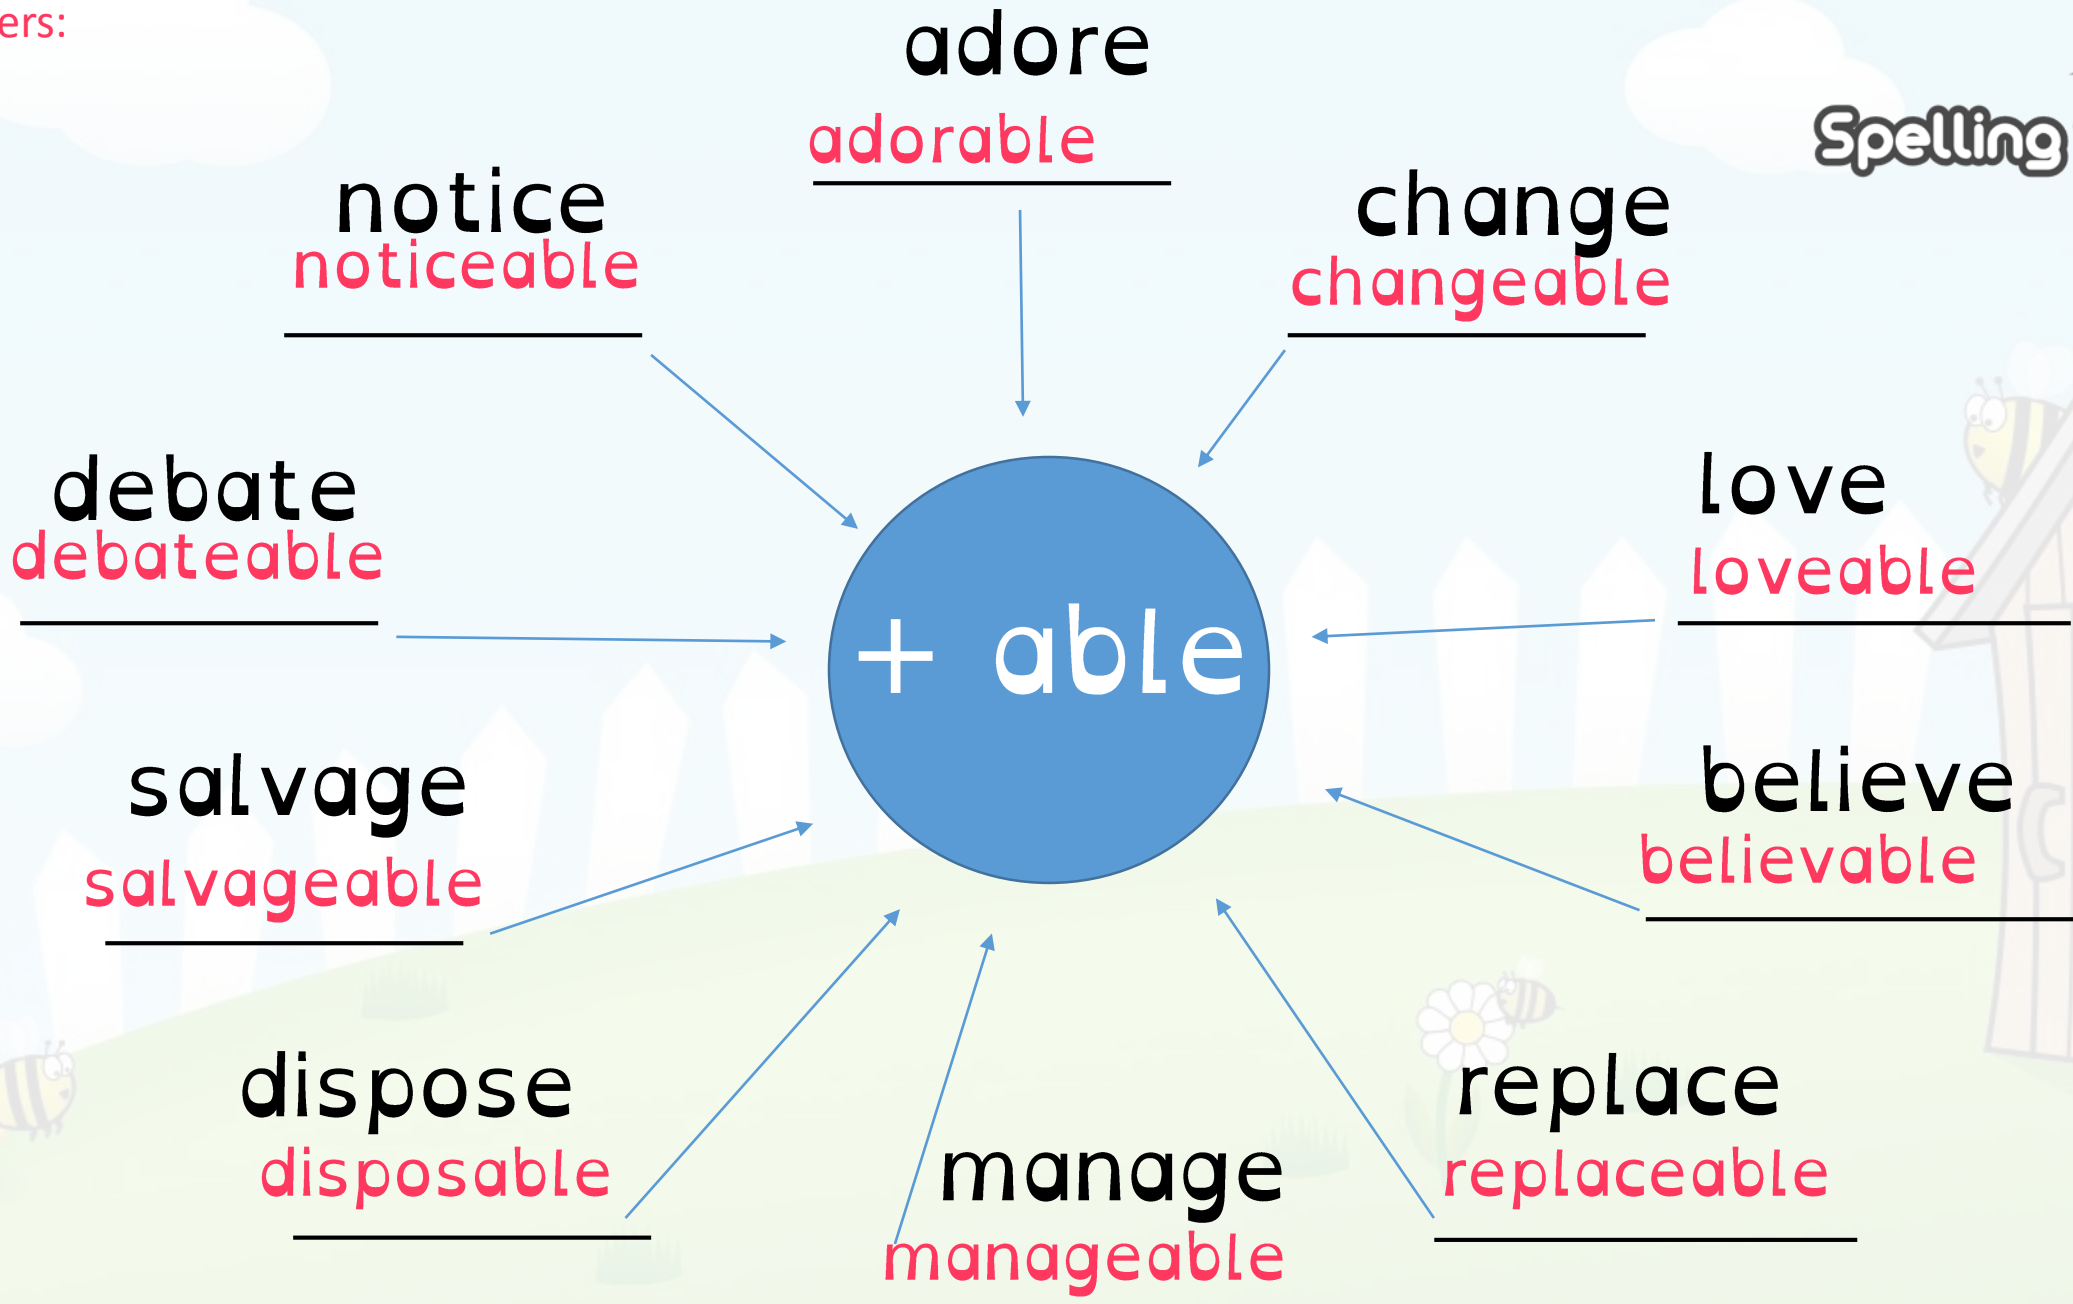 ers:
adore
adorable
Spelling
notice
noticeable
change
changeable
debate
debateable
love
loveable
+ able
salvage
salvageable
believe
believable
dispose
disposable
manage
manageable
replace
replaceable